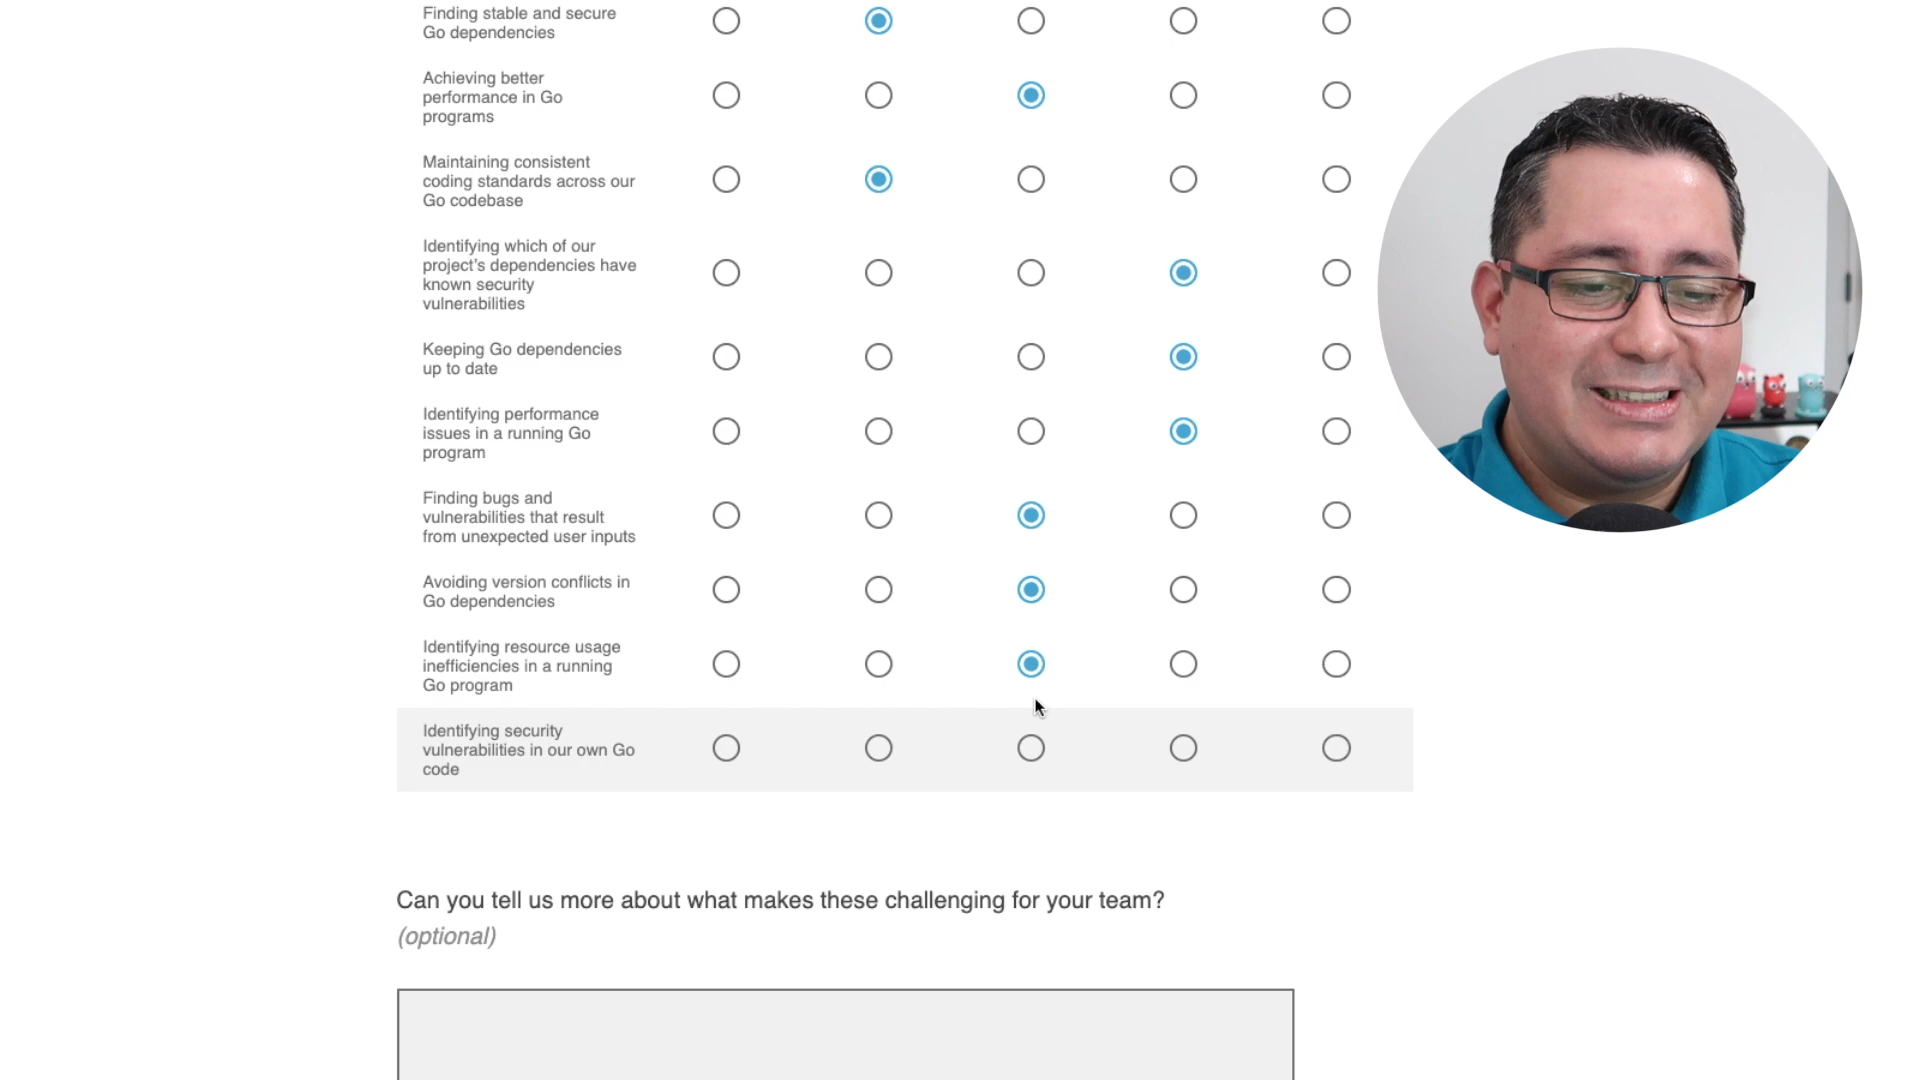 Finding stable and secure
Go dependencies
Achieving better
performance in Go
programs
Maintaining consistent
coding standards across our
Go codebase
Identifying which of our
project's dependencies have
known security
vulnerabilities
Keeping Go dependencies
up to date
Identifying performance
issues in a running Go
program
Finding bugs and
vulnerabilities that result
from unexpected user inputs
Avoiding version conflicts in
Go dependencies
Identifying resource usage
inefficiencies in a running
Go program
Identifying security
vulnerabilities in our own Go
code
Can you tell us more about what makes these challenging for your team?
(optional)